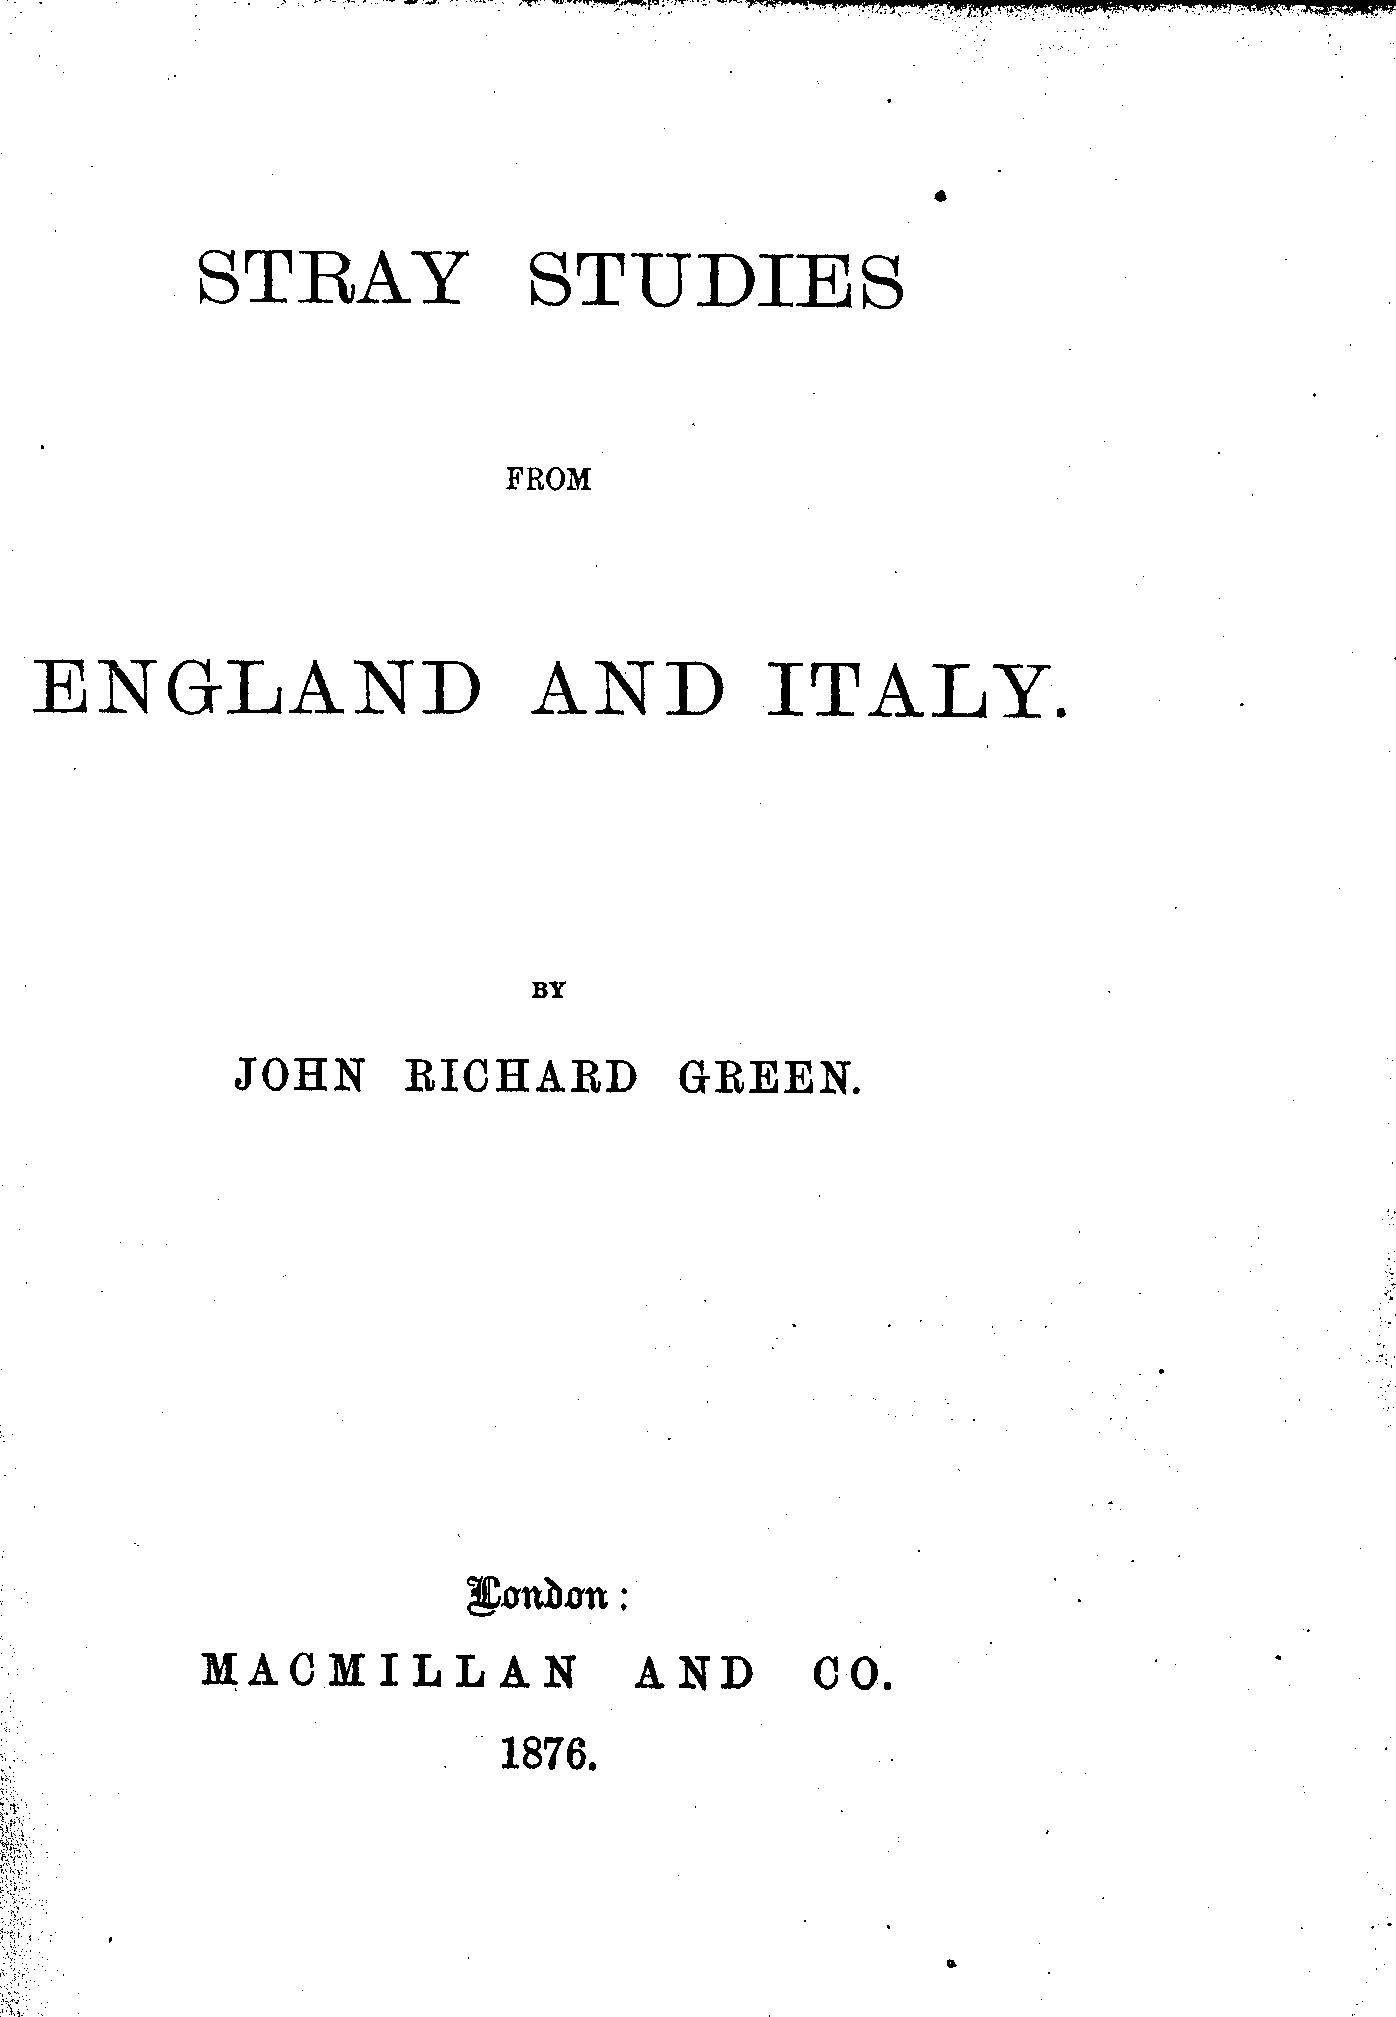 STRAY STUDIES
FROM
ENGLAND AND ITALY.
BY
JOHN RICHARD GREEN.
London:
MACMILLAN AND CO.
1876.